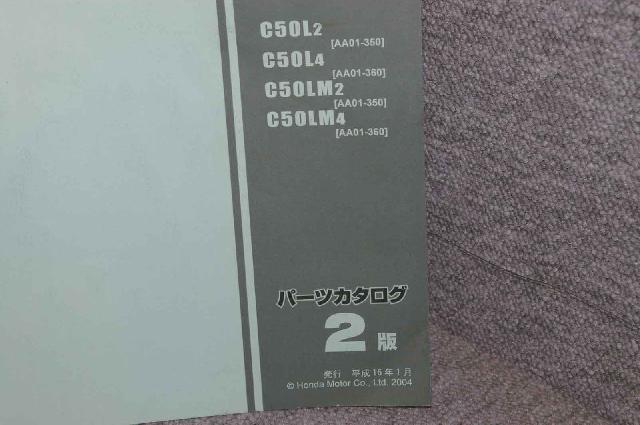 C50L2
[AA01-350]
C50L4
[AA01-360]
C50LM2
[AA01-350]
C50LM4
[AA01-360]
パーツカタログ
2版
発行 平成16年1月
© Honda Motor Co., Ltd. 2004